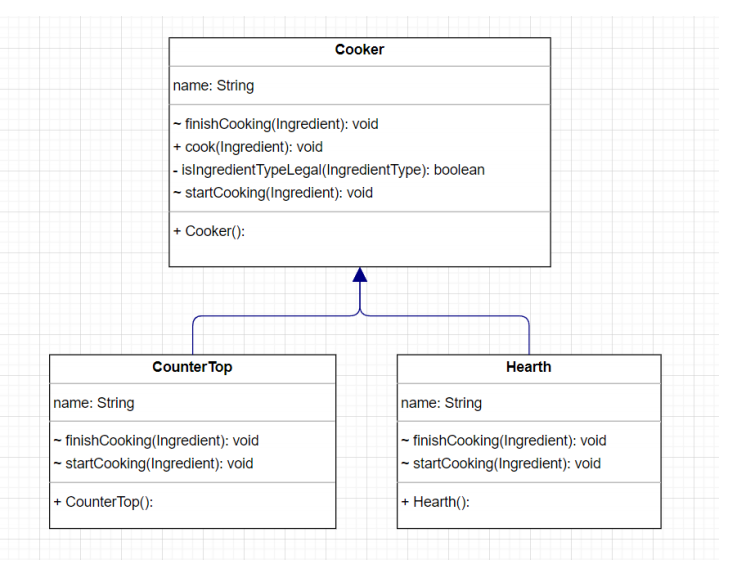 Cooker
name: String
~ finishCooking(Ingredient): void
+ cook(Ingredient): void
- isIngredientTypeLegal(IngredientType): boolean
~ startCooking(Ingredient): void
+ Cooker():
CounterTop
name: String
~ finishCooking(Ingredient): void
~ startCooking(Ingredient): void
+ CounterTop():
Hearth
name: String
~ finishCooking(Ingredient): void
~ startCooking(Ingredient): void
+ Hearth():